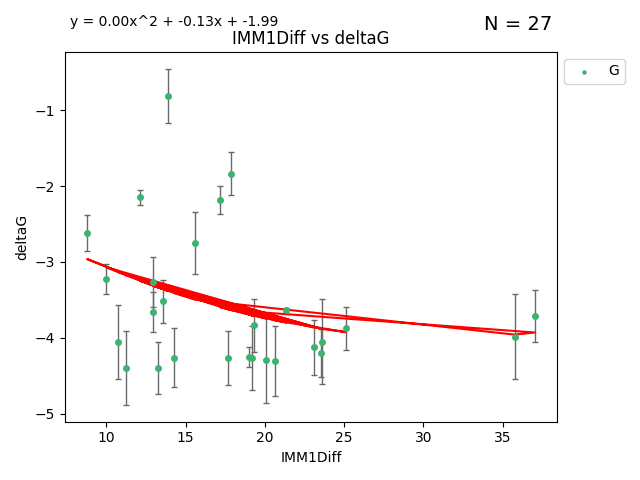 y = 0.00x^2 + -0.13x + -1.99
N = 27
IMM1Diff vs deltaG
G
−1
−2
−3
−4
−5
deltaG
10 15 20 25 30 35
IMM1Diff